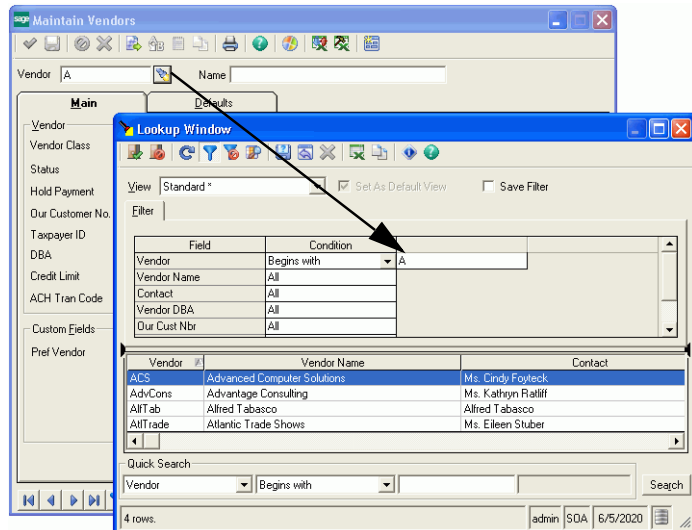 sage Maintain Vendors
Vendor A Name
Main Defaults
Vendor
Vendor Class
Status
Hold Payment
Our Customer No.
Taxpayer ID
DBA
Credit Limit
ACH Tran Code
Custom Fields
Pref Vendor
Lookup Window
View Standard * Set As Default View Save Filter
Filter
Field Condition
Vendor Begins with A
Vendor Name All
Contact All
Vendor DBA All
Our Cust Nbr All
Vendor Vendor Name Contact
ACS Advanced Computer Solutions Ms. Cindy Foyteck
AdvCons Advantage Consulting Ms. Kathryn Ratliff
AlfTab Alfred Tabasco Alfred Tabasco
AtlTrade Atlantic Trade Shows Ms. Eileen Stuber
Quick Search
Vendor Begins with Search
4 rows. admin SOA 6/5/2020